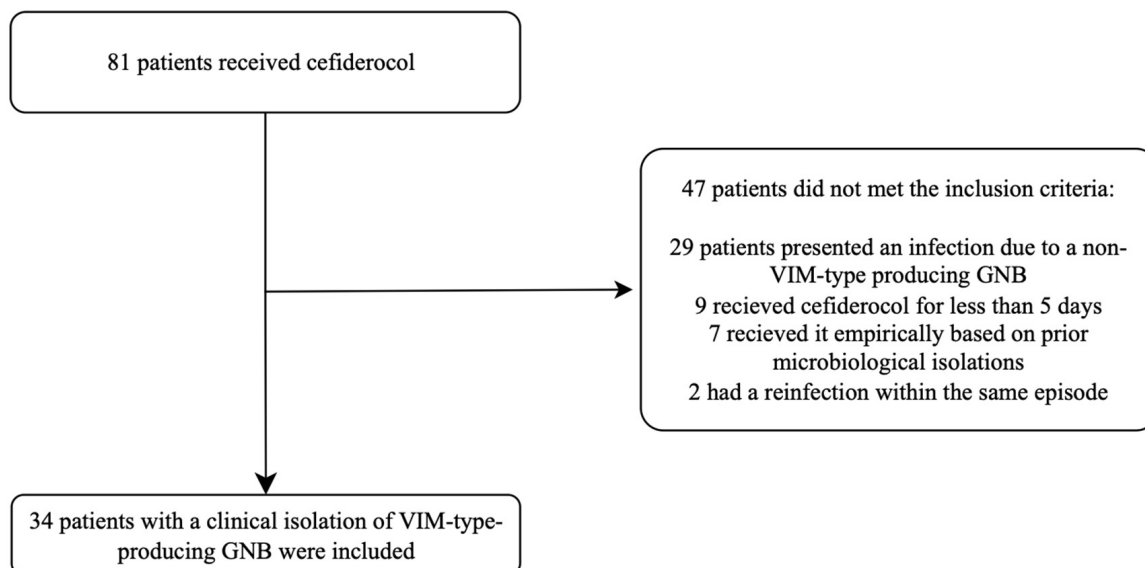 81 patients received cefiderocol
47 patients did not met the inclusion criteria:
29 patients presented an infection due to a non-
VIM-type producing GNB
9 recieved cefiderocol for less than 5 days
7 recieved it empirically based on prior
microbiological isolations
2 had a reinfection within the same episode
34 patients with a clinical isolation of VIM-type-
producing GNB were included